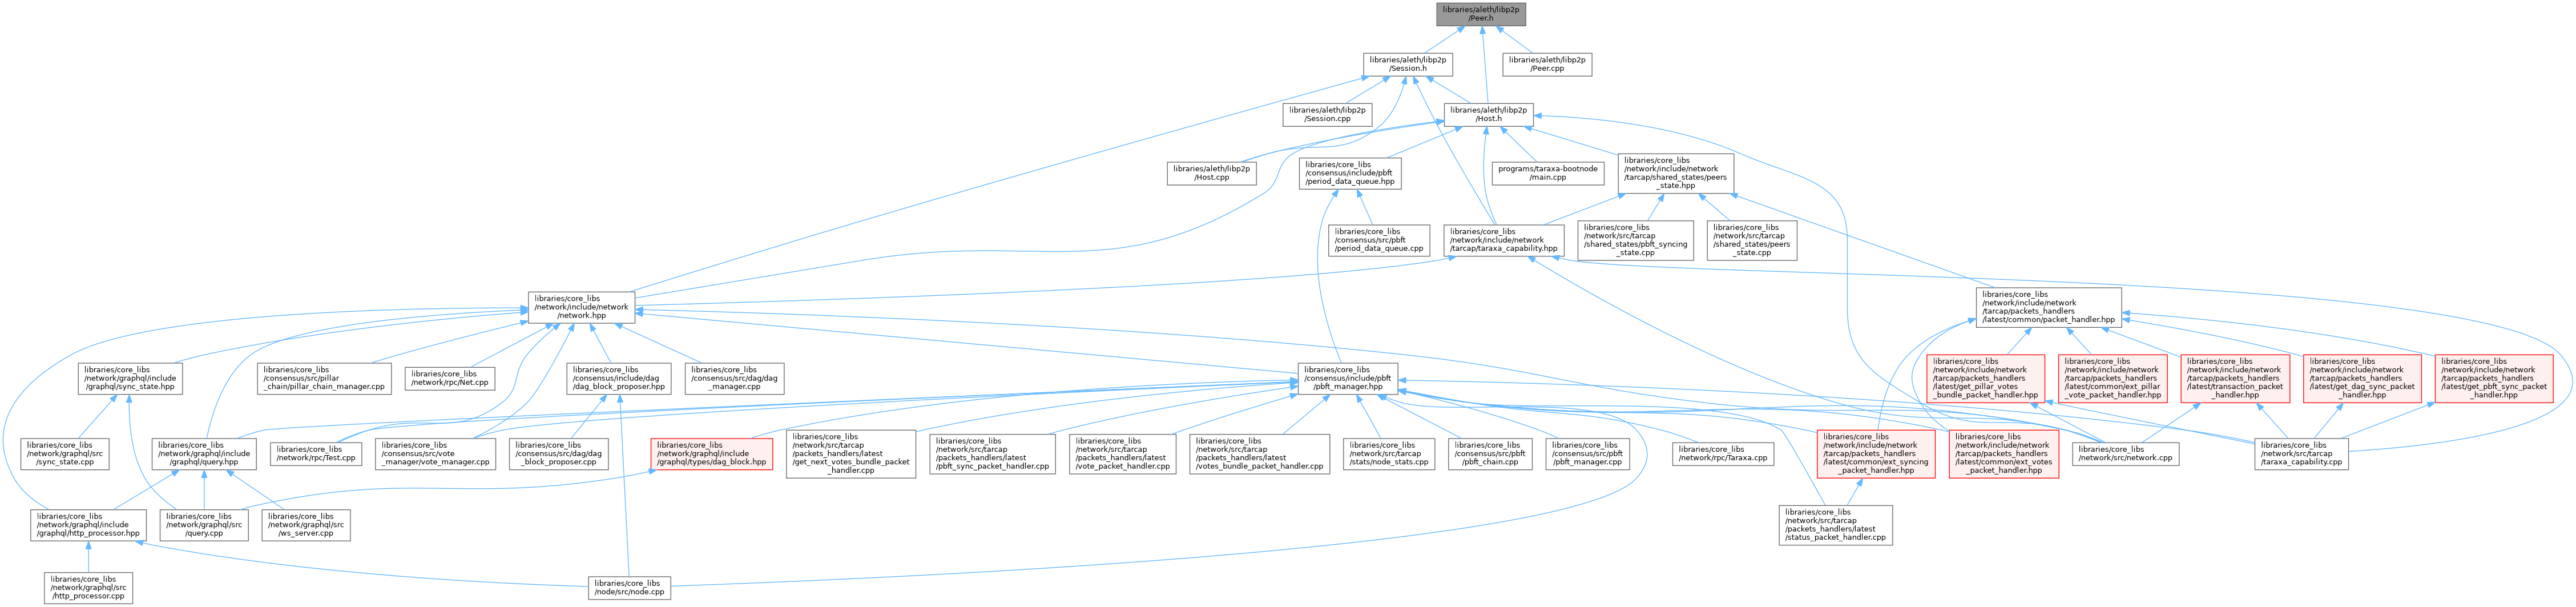 libraries/aleth/libp2p
/Peer.h
libraries/aleth/libp2p
/Session.h
libraries/aleth/libp2p
/Peer.cpp
libraries/aleth/libp2p
/Session.cpp
libraries/aleth/libp2p
/Host.h
libraries/aleth/libp2p
/Host.cpp
libraries/core_libs
/consensus/include/pbft
/period_data_queue.hpp
programs/taraxa-bootnode
/main.cpp
libraries/core_libs
/network/include/network
/tarcap/shared_states/peers
_state.hpp
libraries/core_libs
/consensus/src/pbft
/period_data_queue.cpp
libraries/core_libs
/network/include/network
/tarcap/taraxa_capability.hpp
libraries/core_libs
/network/src/tarcap
/shared_states/pbft_syncing
_state.cpp
libraries/core_libs
/network/src/tarcap
/shared_states/peers
_state.cpp
libraries/core_libs
/network/include/network
/network.hpp
libraries/core_libs
/network/include/network
/tarcap/packets_handlers
/latest/common/packet_handler.hpp
libraries/core_libs
/network/graphql/include
/graphql/sync_state.hpp
libraries/core_libs
/consensus/src/pillar
_chain/pillar_chain_manager.cpp
libraries/core_libs
/network/rpc/Net.cpp
libraries/core_libs
/consensus/include/dag
/dag_block_proposer.hpp
libraries/core_libs
/consensus/src/dag/dag
_manager.cpp
libraries/core_libs
/consensus/include/pbft
/pbft_manager.hpp
libraries/core_libs
/network/include/network
/tarcap/packets_handlers
/latest/get_pillar_votes
_bundle_packet_handler.hpp
libraries/core_libs
/network/include/network
/tarcap/packets_handlers
/latest/common/ext_pillar
_vote_packet_handler.hpp
libraries/core_libs
/network/include/network
/tarcap/packets_handlers
/latest/transaction_packet
_handler.hpp
libraries/core_libs
/network/include/network
/tarcap/packets_handlers
/latest/get_dag_sync_packet
_handler.hpp
libraries/core_libs
/network/include/network
/tarcap/packets_handlers
/latest/get_pbft_sync_packet
_handler.hpp
libraries/core_libs
/network/graphql/src
/sync_state.cpp
libraries/core_libs
/network/graphql/include
/graphql/query.hpp
libraries/core_libs
/network/rpc/Test.cpp
libraries/core_libs
/consensus/src/vote
_manager/vote_manager.cpp
libraries/core_libs
/consensus/src/dag/dag
_block_proposer.cpp
libraries/core_libs
/network/graphql/include
/graphql/types/dag_block.hpp
libraries/core_libs
/network/src/tarcap
/packets_handlers/latest
/get_next_votes_bundle_packet
_handler.cpp
libraries/core_libs
/network/src/tarcap
/packets_handlers/latest
/pbft_sync_packet_handler.cpp
libraries/core_libs
/network/src/tarcap
/packets_handlers/latest
/vote_packet_handler.cpp
libraries/core_libs
/network/src/tarcap
/packets_handlers/latest
/votes_bundle_packet_handler.cpp
libraries/core_libs
/network/src/tarcap
/stats/node_stats.cpp
libraries/core_libs
/consensus/src/pbft
/pbft_chain.cpp
libraries/core_libs
/consensus/src/pbft
/pbft_manager.cpp
libraries/core_libs
/network/rpc/Taraxa.cpp
libraries/core_libs
/network/include/network
/tarcap/packets_handlers
/latest/common/ext_syncing
_packet_handler.hpp
libraries/core_libs
/network/include/network
/tarcap/packets_handlers
/latest/common/ext_votes
_packet_handler.hpp
libraries/core_libs
/network/src/network.cpp
libraries/core_libs
/network/src/tarcap
/taraxa_capability.cpp
libraries/core_libs
/network/graphql/include
/graphql/http_processor.hpp
libraries/core_libs
/network/graphql/src
/query.cpp
libraries/core_libs
/network/graphql/src
/ws_server.cpp
libraries/core_libs
/network/src/tarcap
/packets_handlers/latest
/status_packet_handler.cpp
libraries/core_libs
/network/graphql/src
/http_processor.cpp
libraries/core_libs
/node/src/node.cpp